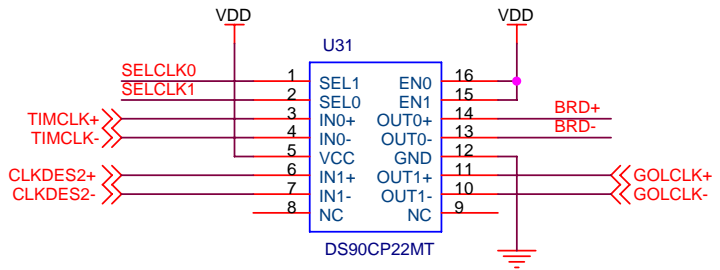 VDD VDD
U31
SELCLK0 1 SEL1 EN0 16
SELCLK1 2 SEL0 EN1 15
TIMCLK+ 3 IN0+ OUT0+ 14 BRD+
TIMCLK- 4 IN0- OUT0- 13 BRD-
5 VCC GND 12
CLKDES2+ 6 IN1+ OUT1+ 11 GOLCLK+
CLKDES2- 7 IN1- OUT1- 10 GOLCLK-
8 NC NC 9
DS90CP22MT